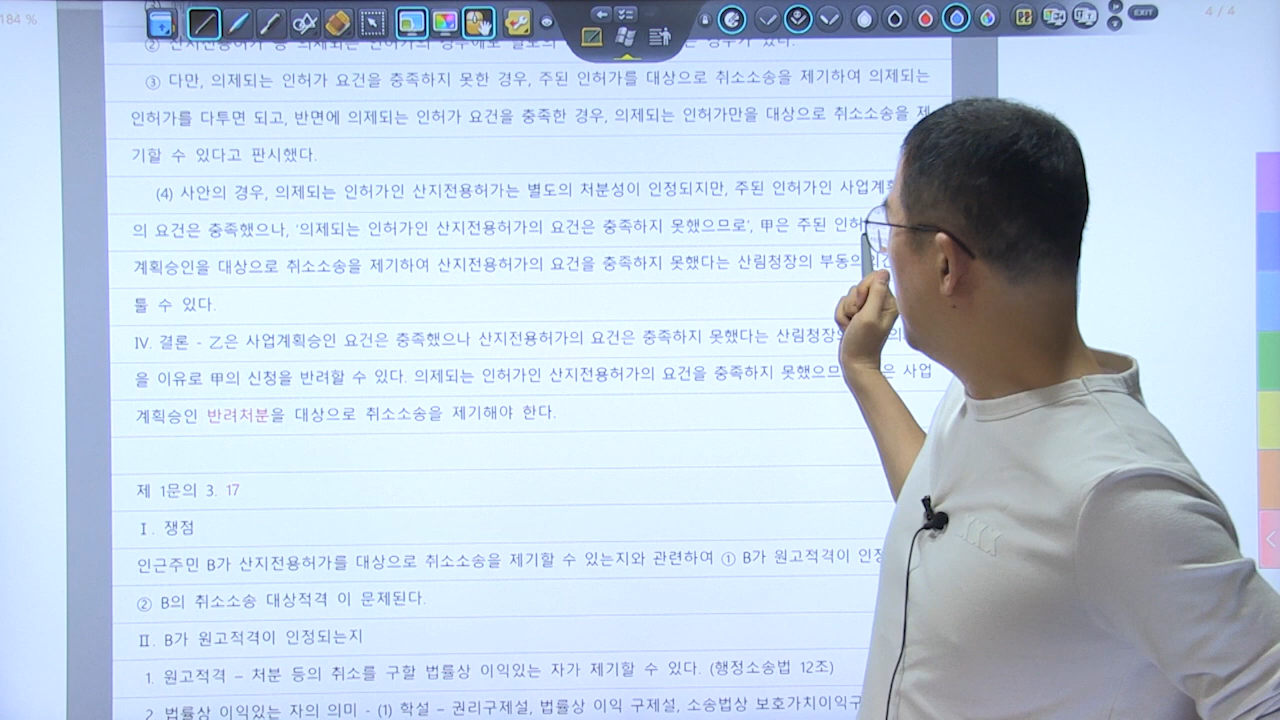 184 %
4 / 4
EXIT
② 산지전용허가 등 의제되는 인허가의 경우에도 별도의 는 경우가 있다.
③ 다만, 의제되는 인허가 요건을 충족하지 못한 경우, 주된 인허가를 대상으로 취소소송을 제기하여 의제되는
인허가를 다투면 되고, 반면에 의제되는 인허가 요건을 충족한 경우, 의제되는 인허가만을 대상으로 취소소송을 제
기할 수 있다고 판시했다.
(4) 사안의 경우, 의제되는 인허가인 산지전용허가는 별도의 처분성이 인정되지만, 주된 인허가인 사업계획
의 요건은 충족했으나, '의제되는 인허가인 산지전용허가의 요건은 충족하지 못했으므로', 甲은 주된 인허
계획승인을 대상으로 취소소송을 제기하여 산지전용허가의 요건을 충족하지 못했다는 산림청장의 부동의
툴 수 있다.
Ⅳ. 결론 - 乙은 사업계획승인 요건은 충족했으나 산지전용허가의 요건은 충족하지 못했다는 산림청장
을 이유로 甲의 신청을 반려할 수 있다. 의제되는 인허가인 산지전용허가의 요건을 충족하지 못했으므 은 사업
계획승인 반려처분을 대상으로 취소소송을 제기해야 한다.
제 1문의 3. 17
Ⅰ. 쟁점
인근주민 B가 산지전용허가를 대상으로 취소소송을 제기할 수 있는지와 관련하여 ① B가 원고적격이 인정
② B의 취소소송 대상적격 이 문제된다.
Ⅱ. B가 원고적격이 인정되는지
1. 원고적격 – 처분 등의 취소를 구할 법률상 이익있는 자가 제기할 수 있다. (행정소송법 12조)
2. 법률상 이익있는 자의 의미 - (1) 학설 – 권리구제설, 법률상 이익 구제설, 소송법상 보호가치이익구